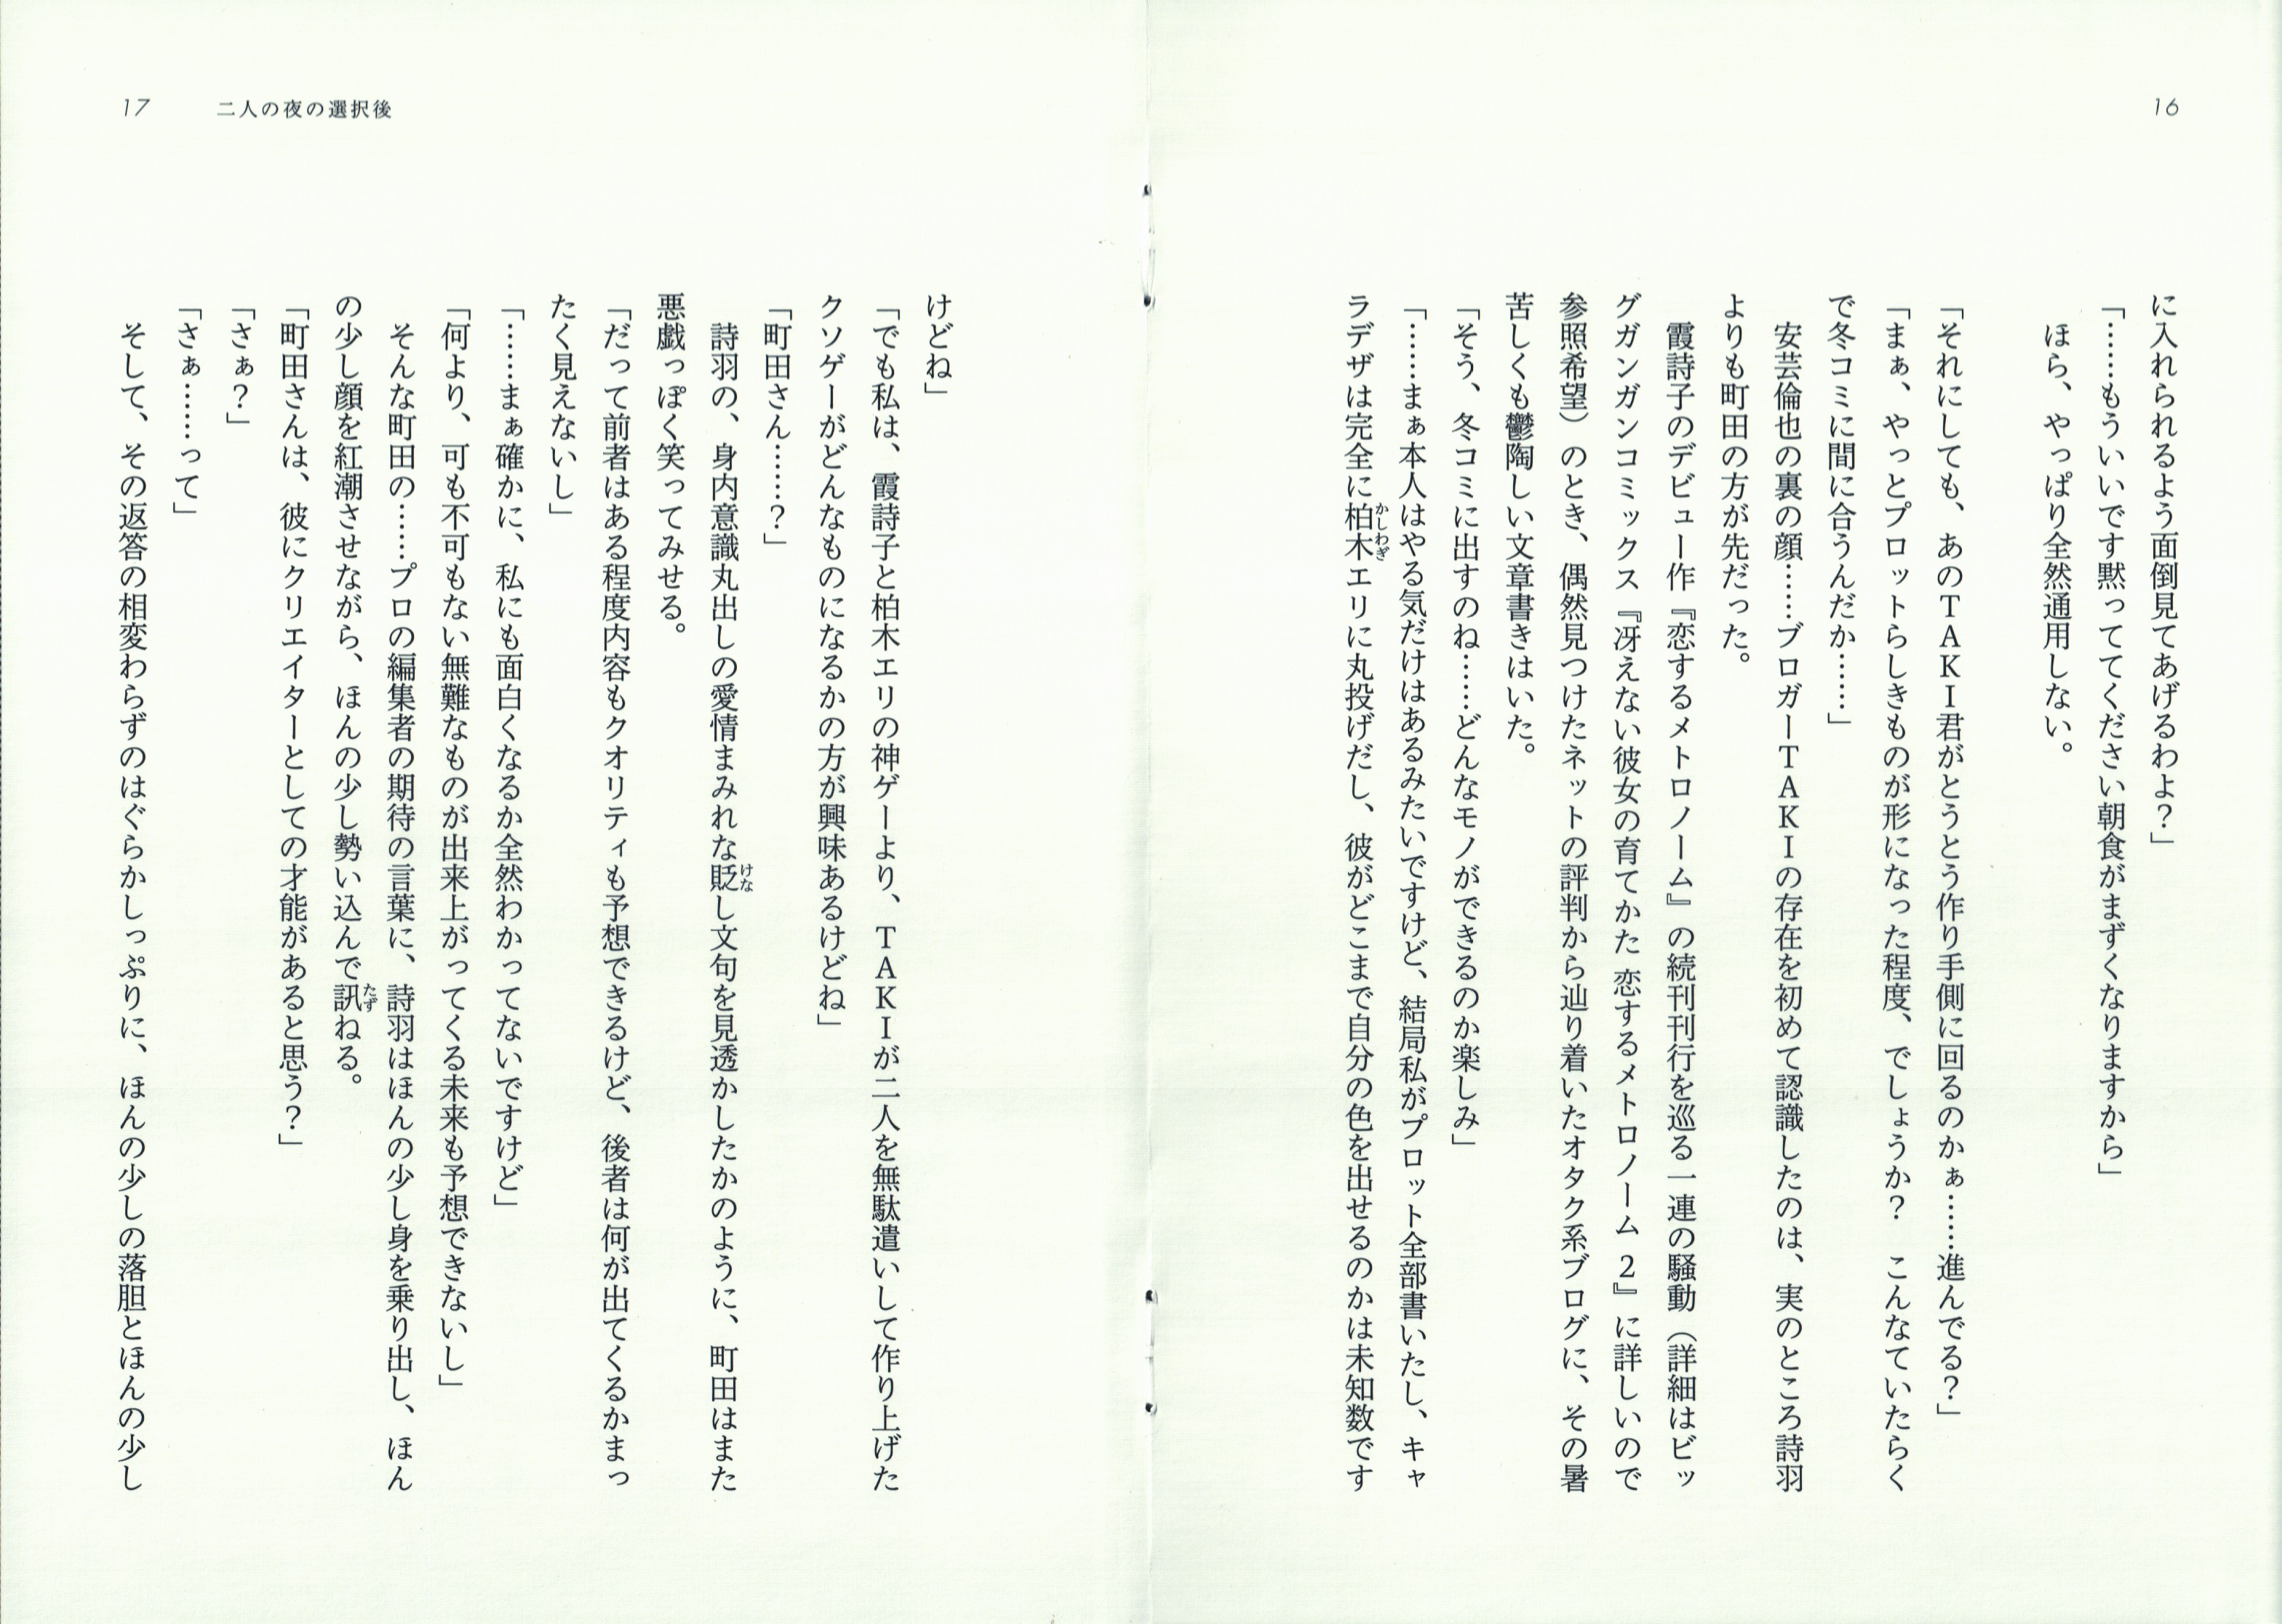 16
に入れられるよう面倒見てあげるわよ？」
「……もういいです黙っててください朝食がまずくなりますから」
ほら、やっぱり全然通用しない。
「それにしても、あのＴＡＫＩ君がとうとう作り手側に回るのかぁ……進んでる？」
「まぁ、やっとプロットらしきものが形になった程度、でしょうか？　こんなていたらく
で冬コミに間に合うんだか……」
安芸倫也の裏の顔……ブロガーＴＡＫＩの存在を初めて認識したのは、実のところ詩羽
よりも町田の方が先だった。
霞詩子のデビュー作『恋するメトロノーム』の続刊刊行を巡る一連の騒動（詳細はビッ
グガンガンコミックス『冴えない彼女の育てかた 恋するメトロノーム 2』に詳しいので
参照希望）のとき、偶然見つけたネットの評判から辿り着いたオタク系ブログに、その暑
苦しくも鬱陶しい文章書きはいた。
「そう、冬コミに出すのね……どんなモノができるのか楽しみ」
「……まぁ本人はやる気だけはあるみたいですけど、結局私がプロット全部書いたし、キャ
ラデザは完全に柏木エリに丸投げだし、彼がどこまで自分の色を出せるのかは未知数です
かしわぎ
17
二人の夜の選択後
けどね」
「でも私は、霞詩子と柏木エリの神ゲーより、ＴＡＫＩが二人を無駄遣いして作り上げた
クソゲーがどんなものになるかの方が興味あるけどね」
「町田さん……？」
詩羽の、身内意識丸出しの愛情まみれな貶し文句を見透かしたかのように、町田はまた
けな
悪戯っぽく笑ってみせる。
「だって前者はある程度内容もクオリティも予想できるけど、後者は何が出てくるかまっ
たく見えないし」
「……まぁ確かに、私にも面白くなるか全然わかってないですけど」
「何より、可も不可もない無難なものが出来上がってくる未来も予想できないし」
そんな町田の……プロの編集者の期待の言葉に、詩羽はほんの少し身を乗り出し、ほん
の少し顔を紅潮させながら、ほんの少し勢い込んで訊ねる。
たず
「町田さんは、彼にクリエイターとしての才能があると思う？」
「さぁ？」
「さぁ……って」
そして、その返答の相変わらずのはぐらかしっぷりに、ほんの少しの落胆とほんの少し